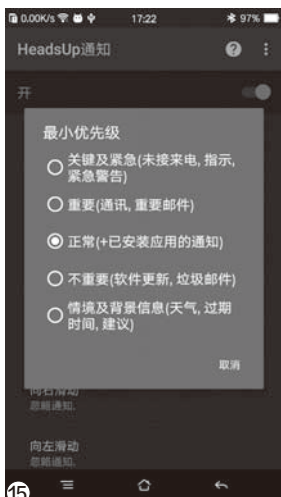 0.00K/s 17:22 97%
HeadsUp通知
开
最小优先级
关键及紧急(未接来电, 指示,
紧急警告)
重要(通讯, 重要邮件)
正常(+已安装应用的通知)
不重要(软件更新, 垃圾邮件)
情境及背景信息(天气, 过期
时间, 建议)
取消
向右滑动
忽略通知.
向左滑动
忽略通知.
15